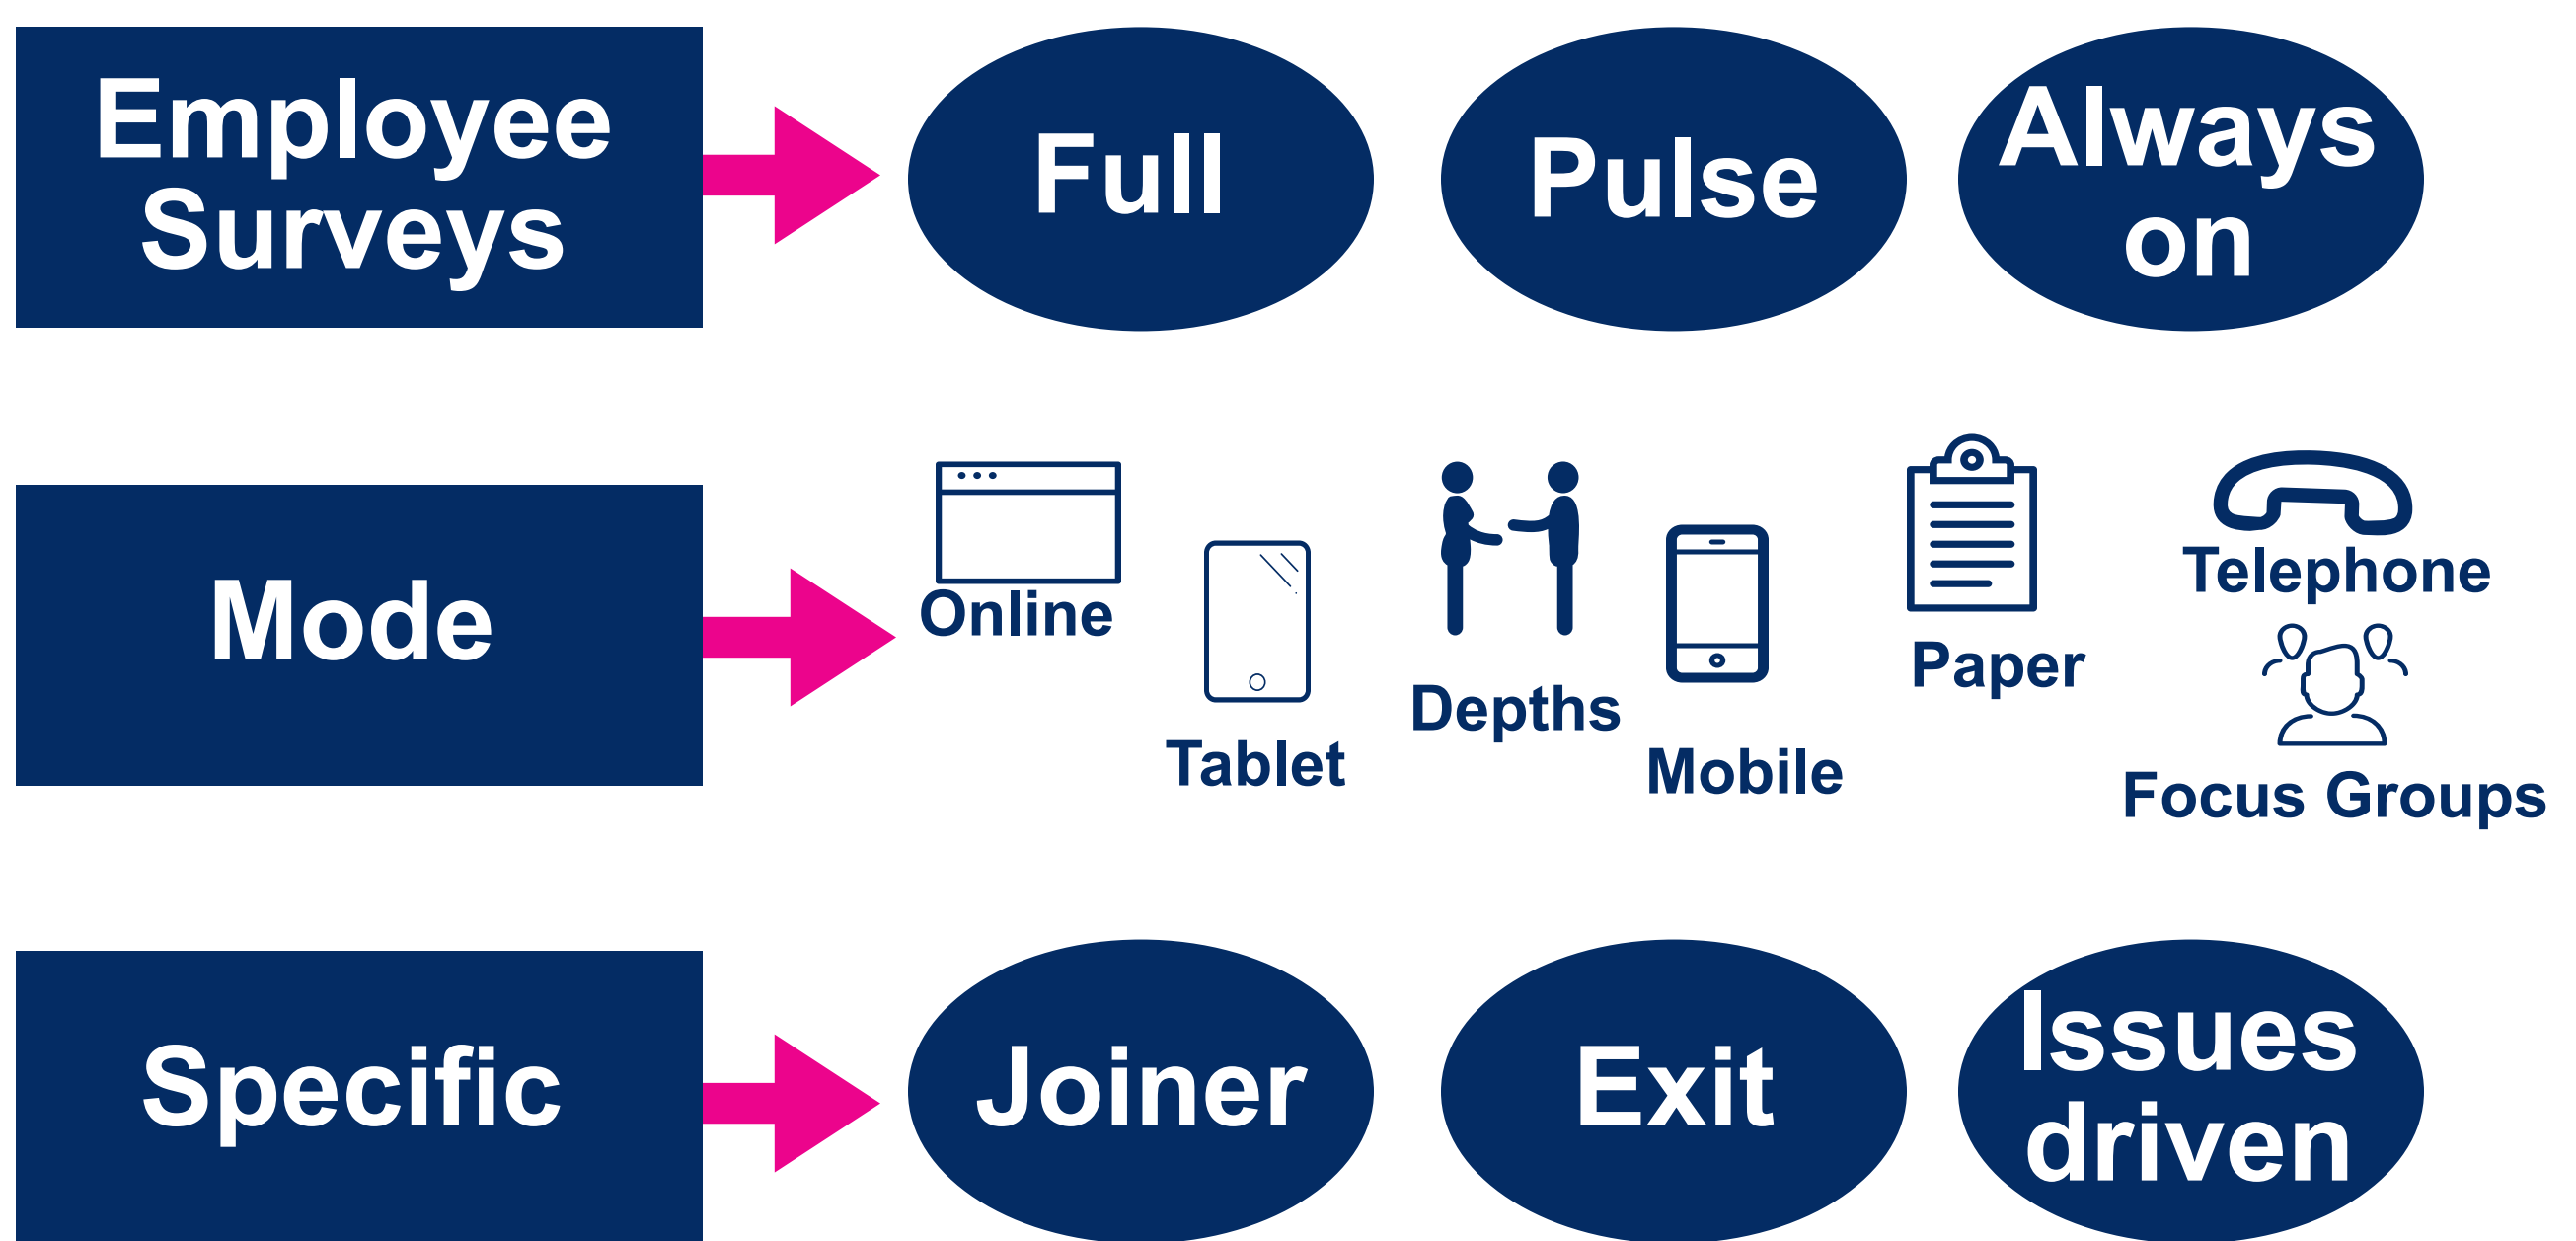 Employee
Surveys
Full
Pulse
Always
on
Mode
Online
Tablet
Depths
Mobile
Paper
Telephone
Focus Groups
Specific
Joiner
Exit
Issues
driven